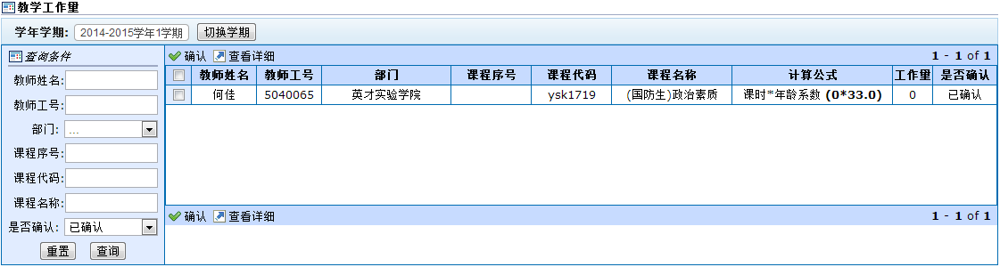 教学工作量
学年学期: 2014-2015学年1学期 切换学期
查询条件
教师姓名:
教师工号:
部门: ...
课程序号:
课程代码:
课程名称:
是否确认: 已确认
重置 查询
确认 查看详细 1 - 1 of 1
教师姓名 教师工号 部门 课程序号 课程代码 课程名称 计算公式 工作量 是否确认
何佳 5040065 英才实验学院 ysk1719 (国防生)政治素质 课时*年龄系数 (0*33.0) 0 已确认
确认 查看详细 1 - 1 of 1